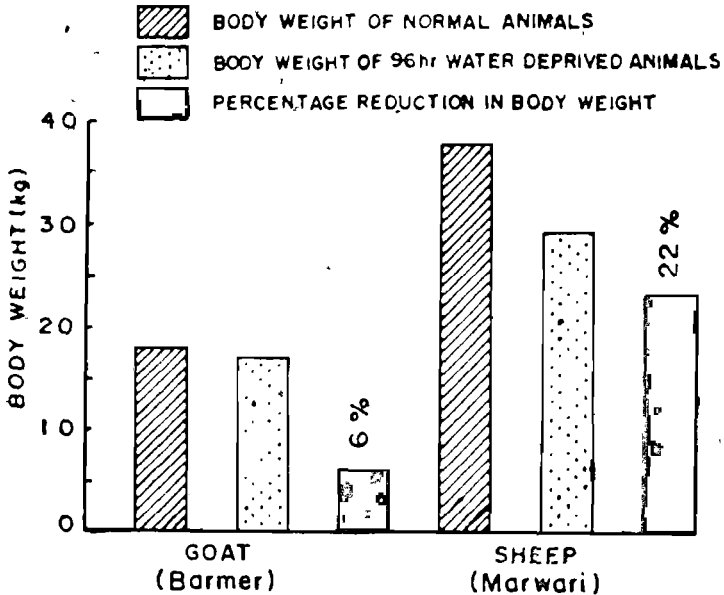 BODY WEIGHT OF NORMAL ANIMALS
BODY WEIGHT OF 96hr WATER DEPRIVED ANIMALS
PERCENTAGE REDUCTION IN BODY WEIGHT
BODY WEIGHT (kg)
40
30
20
10
0
6 %
22 %
GOAT
(Barmer)
SHEEP
(Marwari)